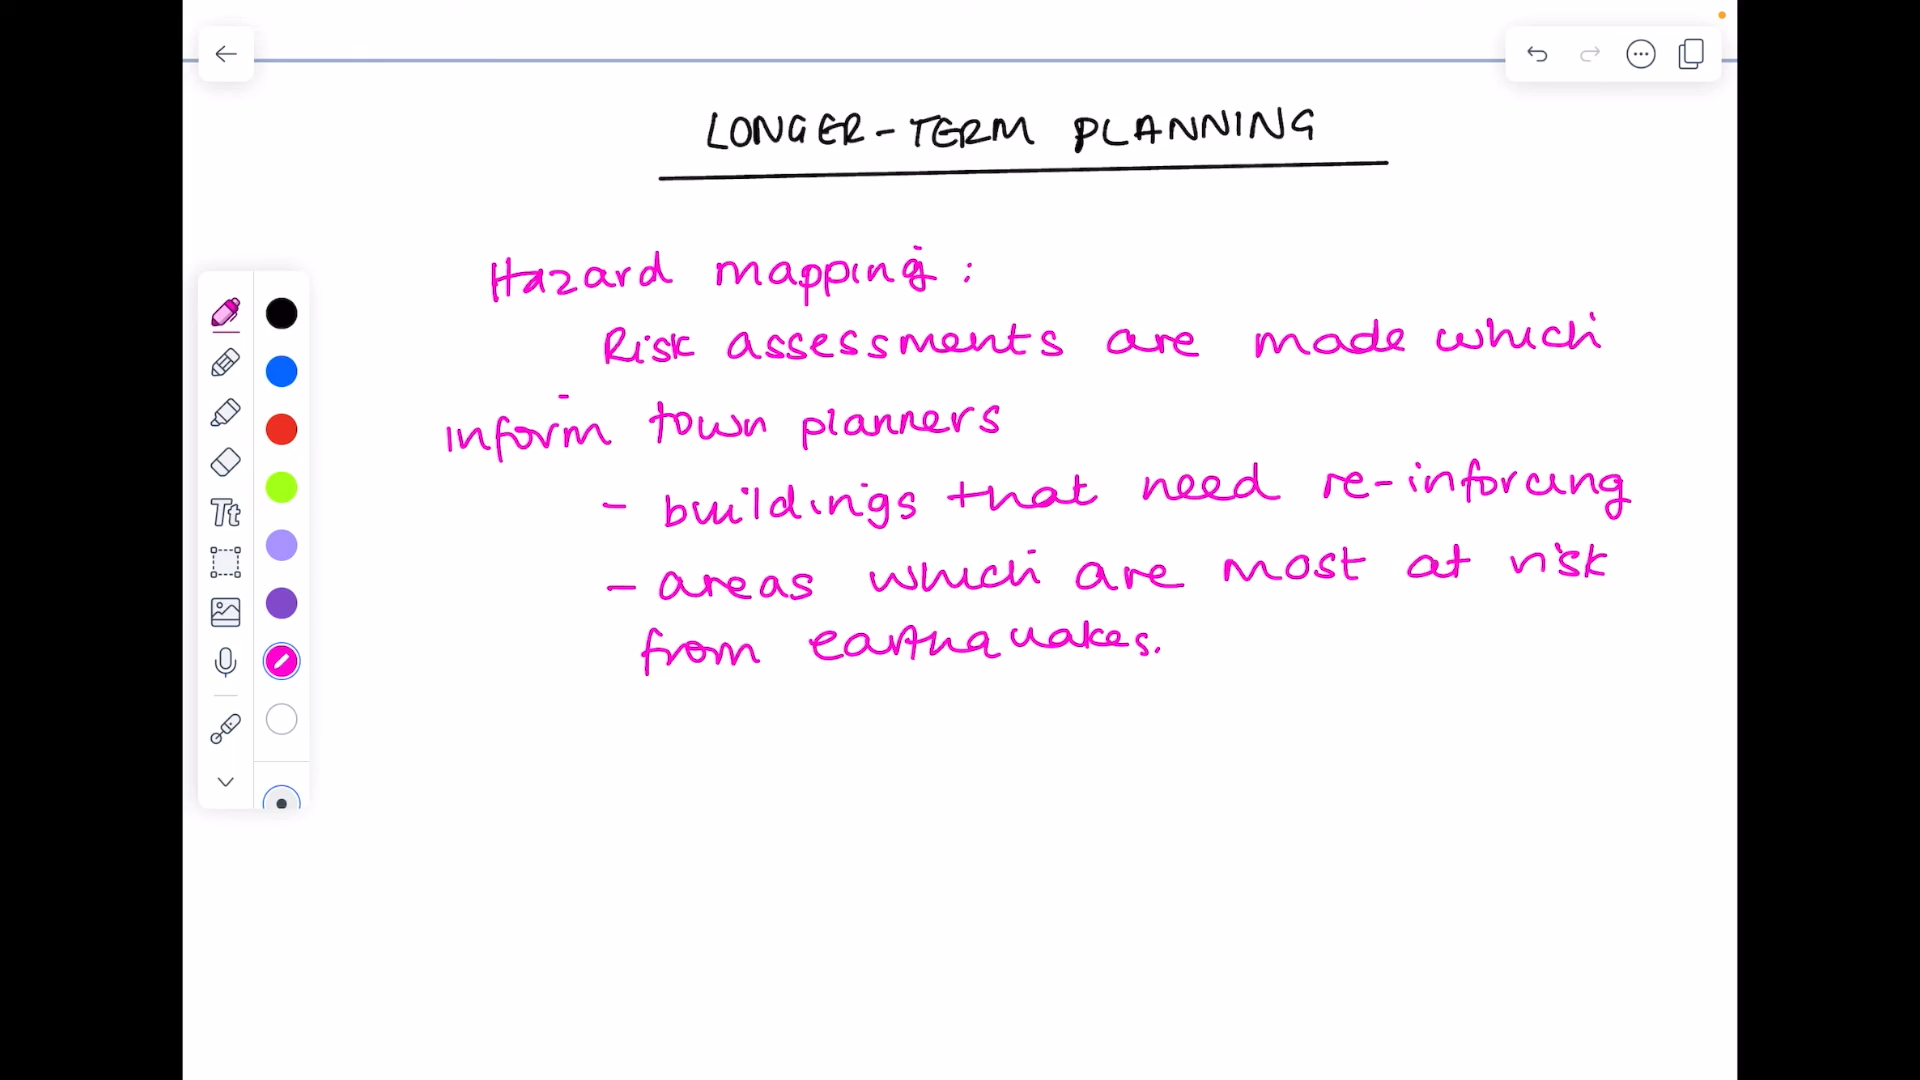 LONGER-TERM PLANNING
Hazard mapping:
Risk assessments are made which
inform town planners
- buildings that need re-inforcing
- areas which are most at risk
from earthquakes.
Tt